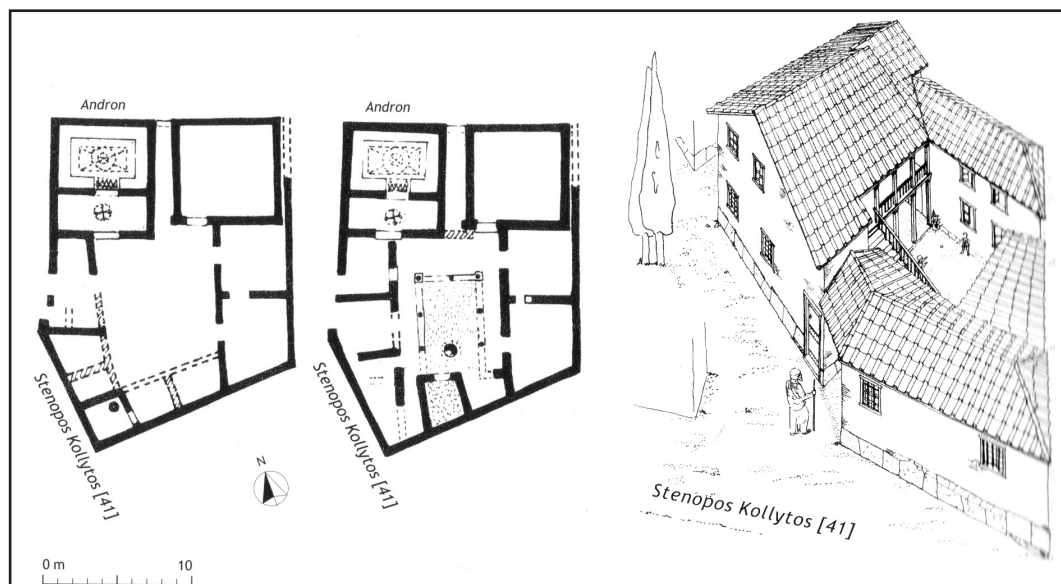 Andron
Andron
Stenopos Kollytos [41]
Stenopos Kollytos [41]
Stenopos Kollytos [41]
N
0 m 10